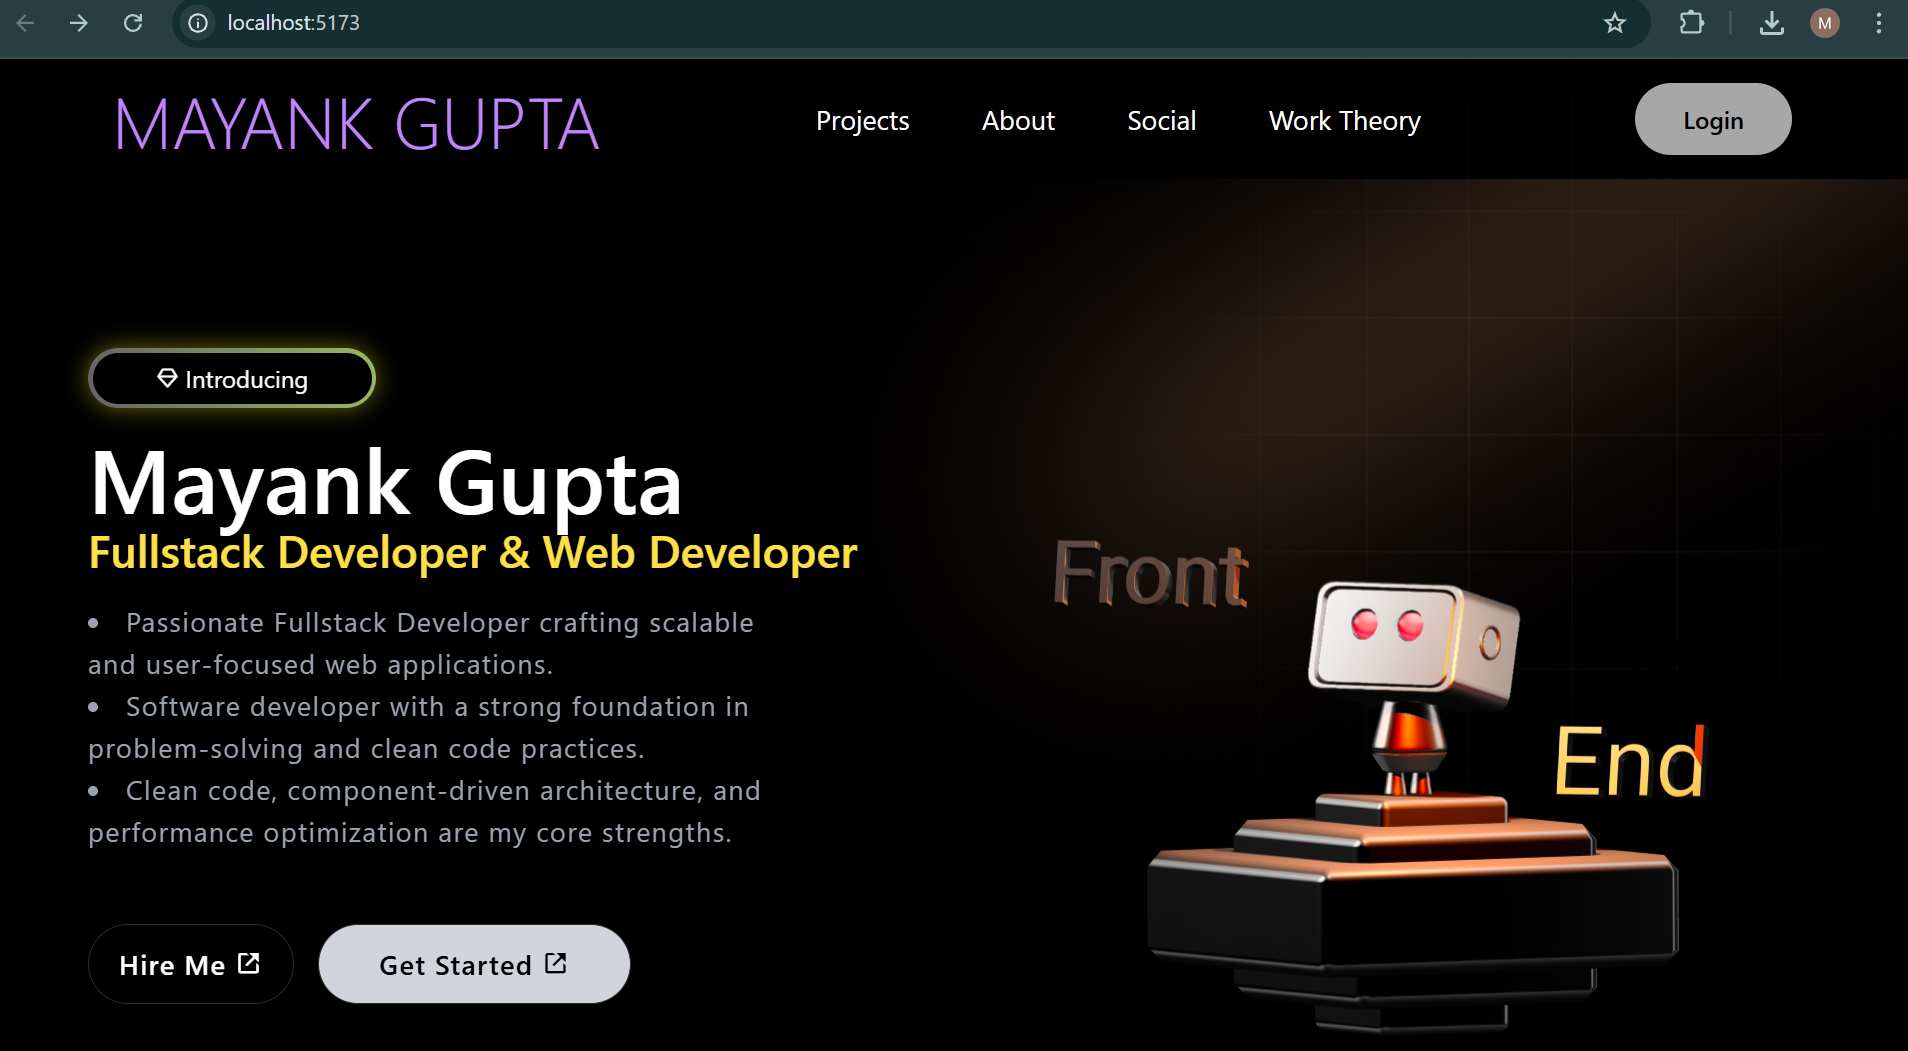 localhost:5173
M
MAYANK GUPTA
Projects
About
Social
Work Theory
Login
Introducing
Mayank Gupta
Fullstack Developer & Web Developer
• Passionate Fullstack Developer crafting scalable
and user-focused web applications.
• Software developer with a strong foundation in
problem-solving and clean code practices.
• Clean code, component-driven architecture, and
performance optimization are my core strengths.
Hire Me
Get Started
Front
End